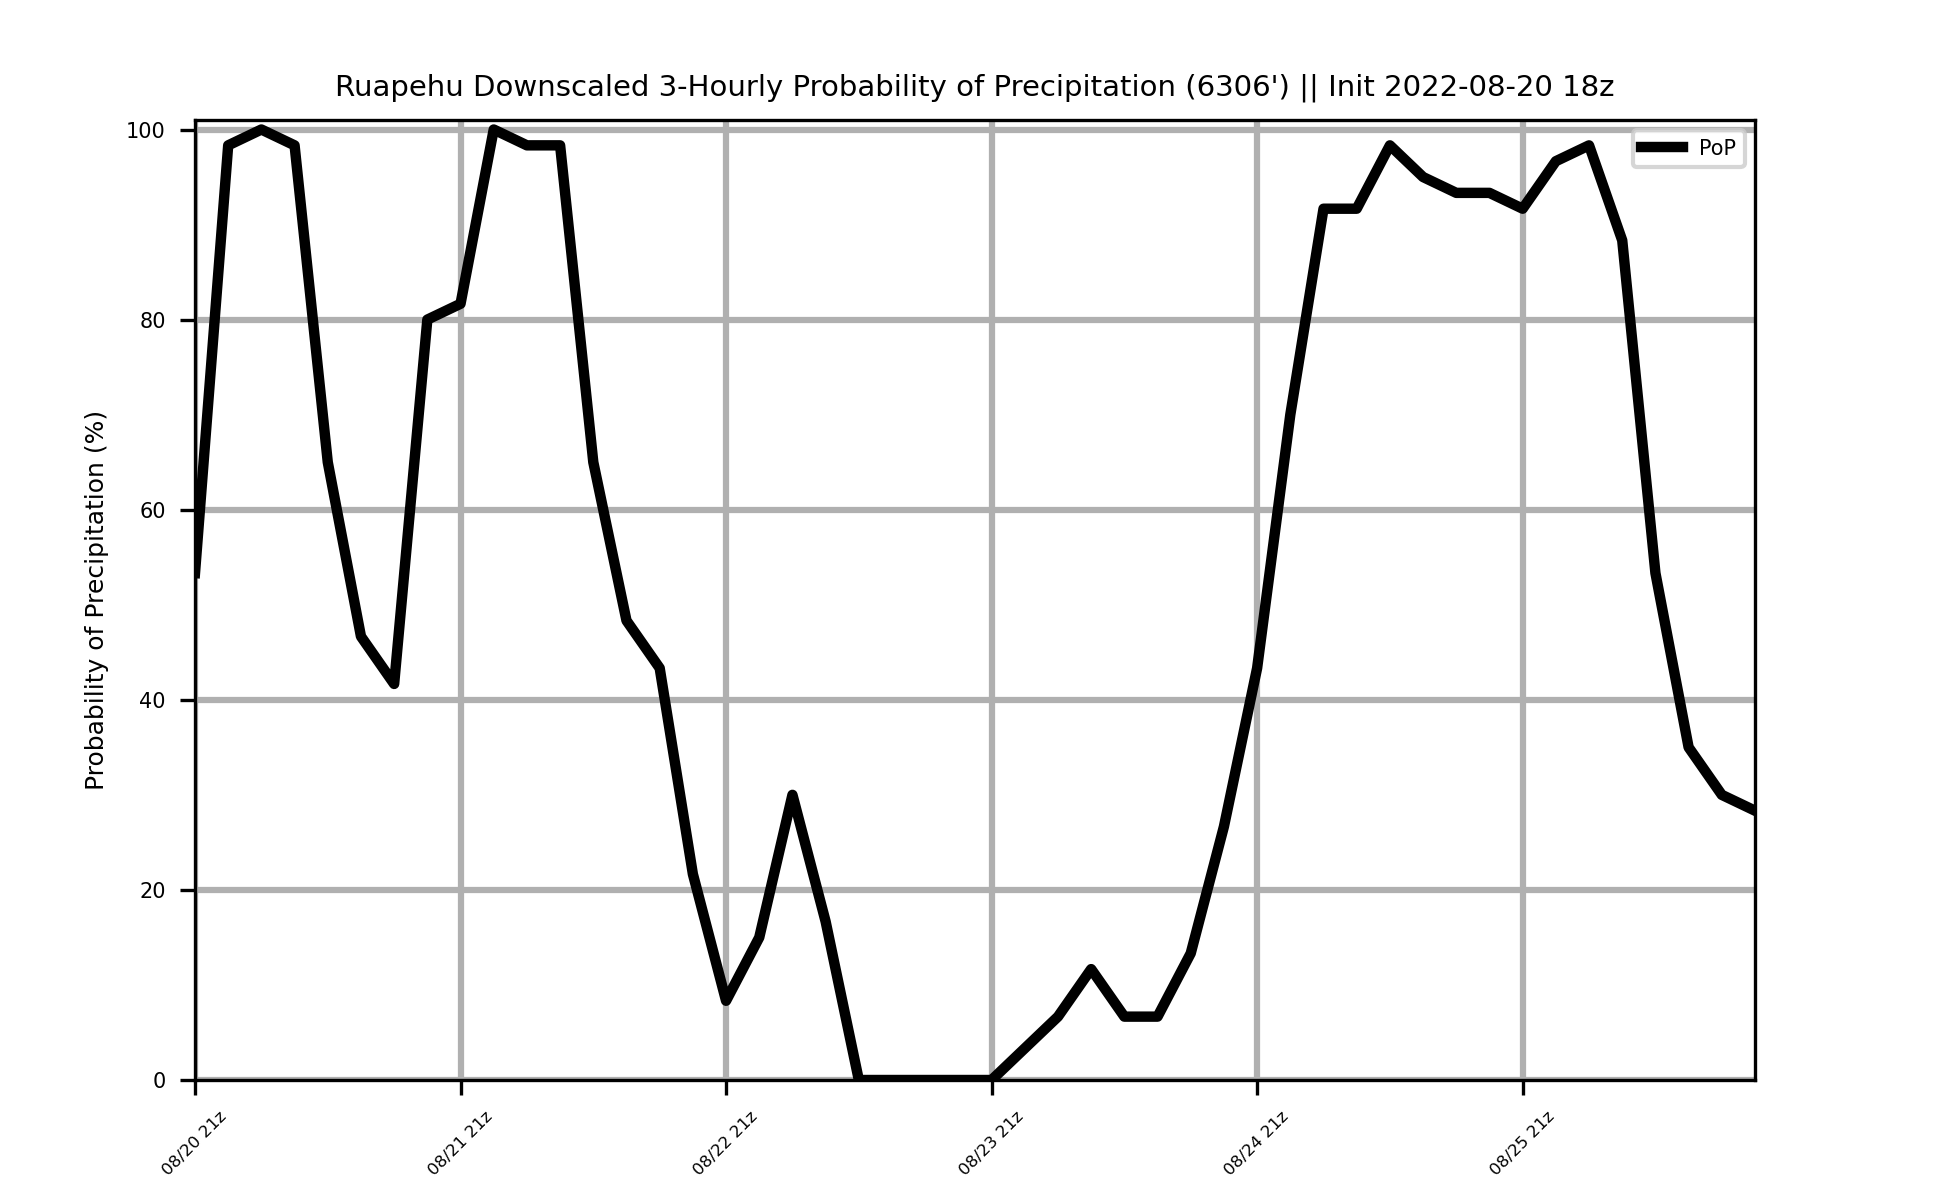 Ruapehu Downscaled 3-Hourly Probability of Precipitation (6306') || Init 2022-08-20 18z
PoP
Probability of Precipitation (%)
100
80
60
40
20
0
08/20 21z
08/21 21z
08/22 21z
08/23 21z
08/24 21z
08/25 21z